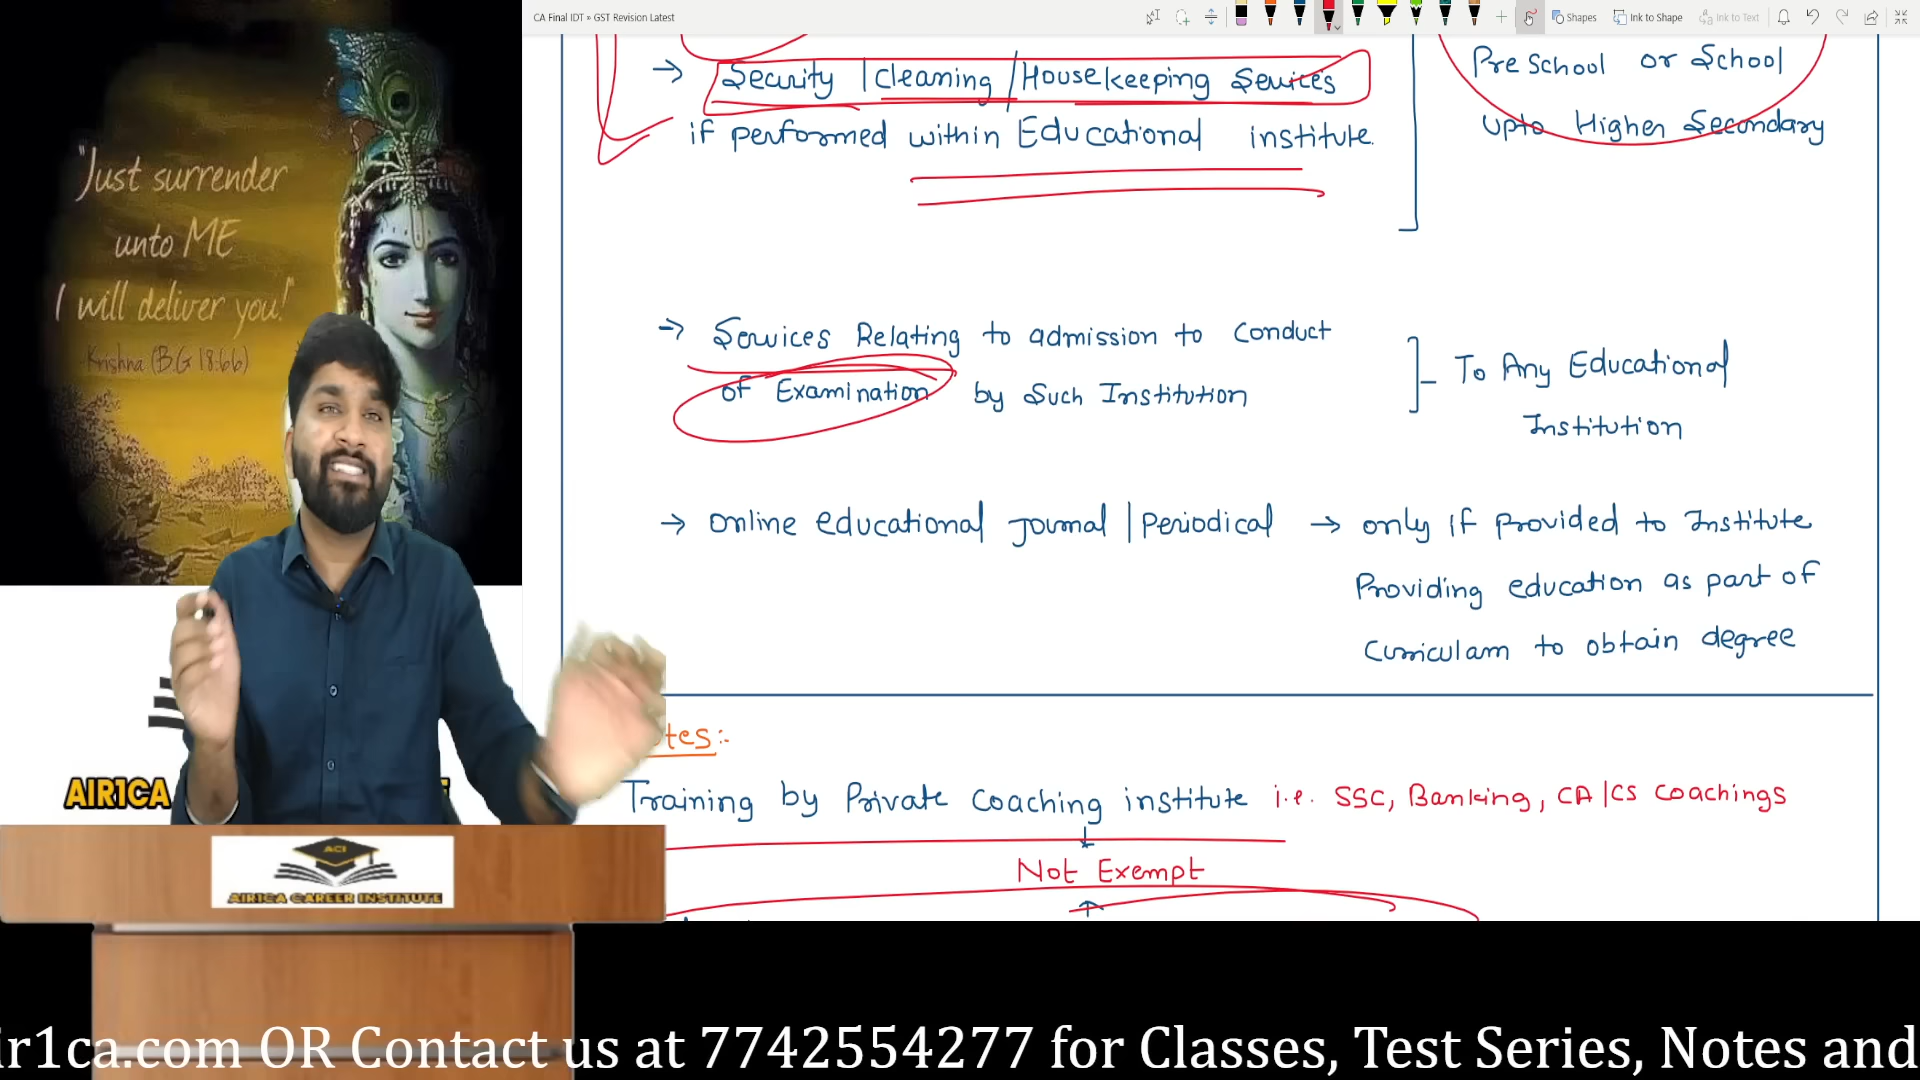 CA Final IDT » GST Revision Latest
Shapes
Ink to Shape
Ink to Text
"Just surrender
unto ME
I will deliver you!"
-Krishna (B.G 18.66)
→ Security | Cleaning | House keeping Services
if performed within Educational institute.
Pre School or School
upto Higher Secondary
→ Services Relating to admission to Conduct
of Examination by Such Institution
To Any Educational
Institution
→ online educational Journal | Periodical → only if provided to Institute
Providing education as part of
Curriculam to obtain degree
tes:-
Training by Private Coaching institute i.e. SSC, Banking, CA|CS Coachings
Not Exempt
AIR1CA
ACI
AIR1CA CAREER INSTITUTE
ir1ca.com OR Contact us at 7742554277 for Classes, Test Series, Notes and